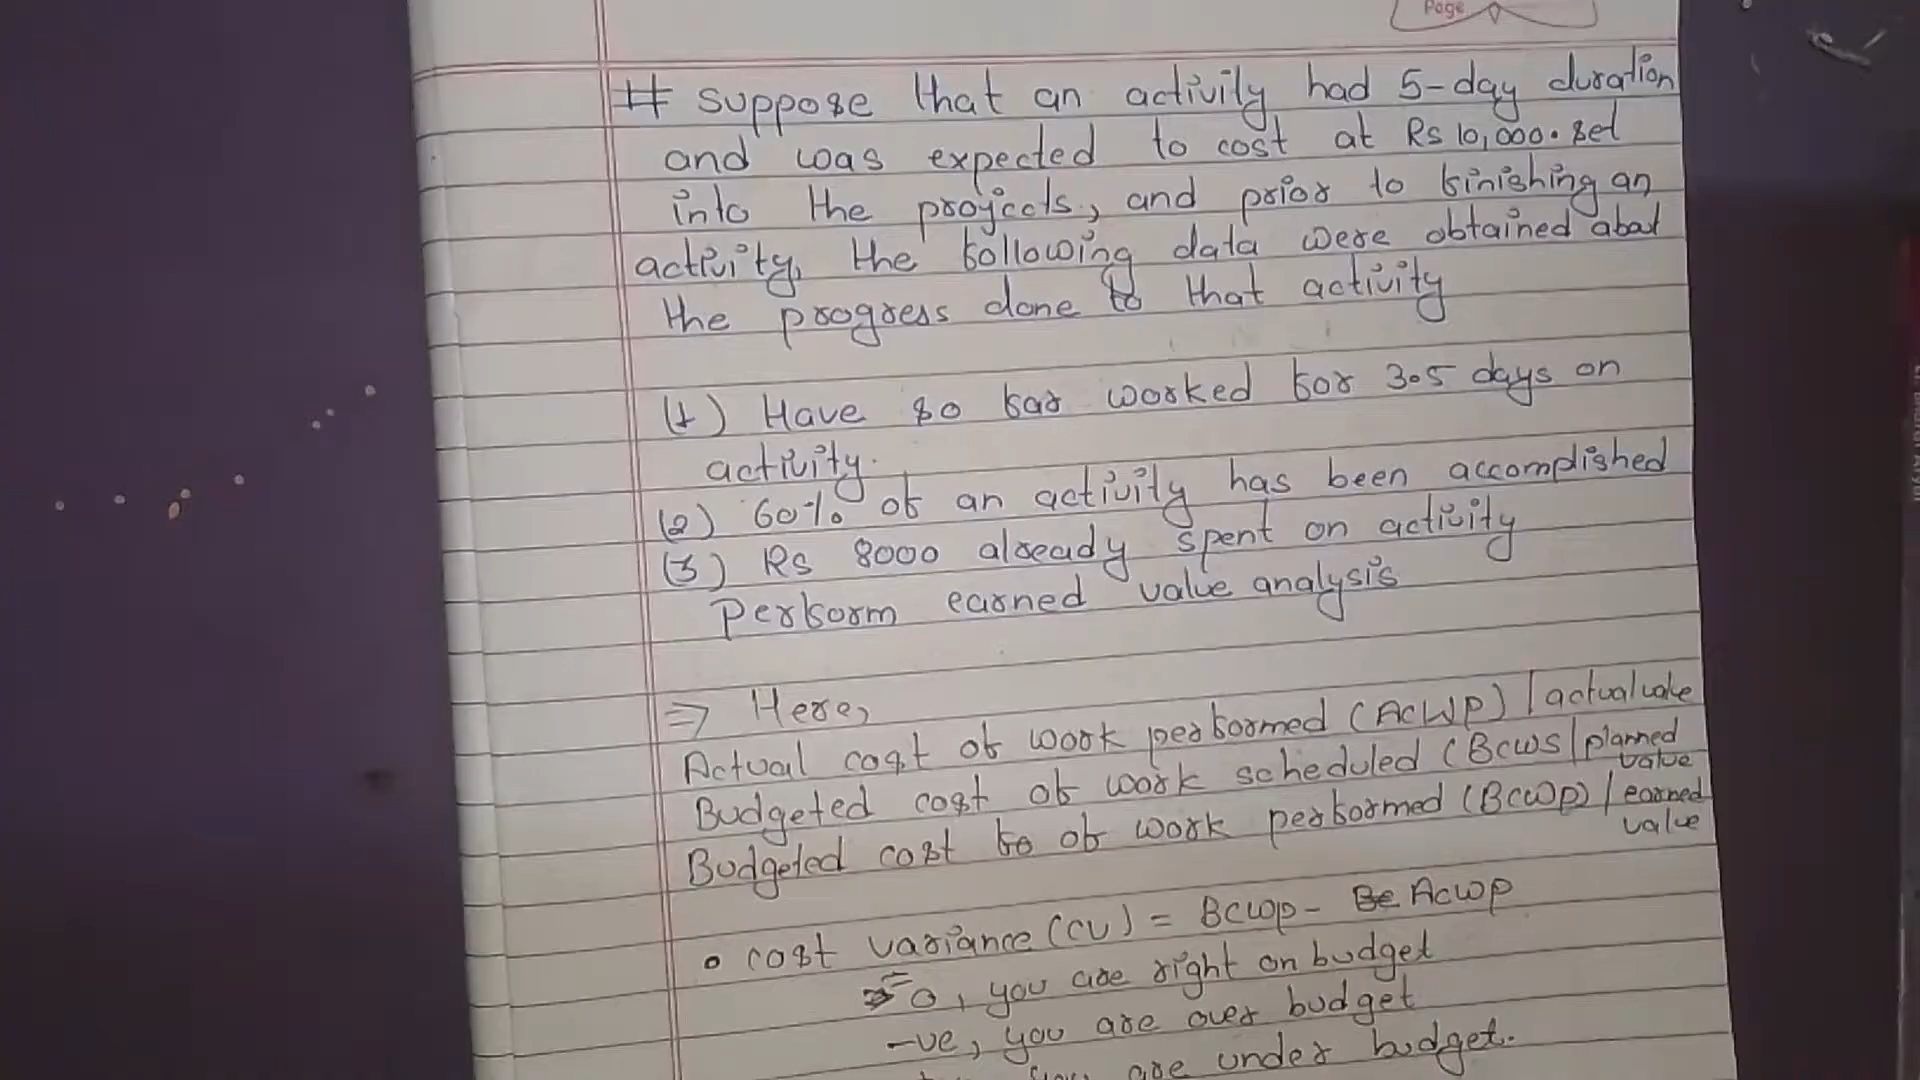 Page
# suppose that an activity had 5-day duration
and was expected to cost at Rs 10,000. set
into the projects, and prior to finishing an
activity, the following data were obtained about
the progress done to that activity
(1) Have so far worked for 3.5 days on
activity.
(2) 60% of an activity has been accomplished
(3) Rs 8000 already spent on activity
Perform earned value analysis
⇒ Here,
Actual cost of work performed (ACWP) / actual value
Budgeted cost of work scheduled (BCWS / planned value
Budgeted cost to of work performed (BCWP) / earned value
• cost variance (CV) = BCWP - ACWP
= 0, you are right on budget
-ve, you are over budget
you are under budget.